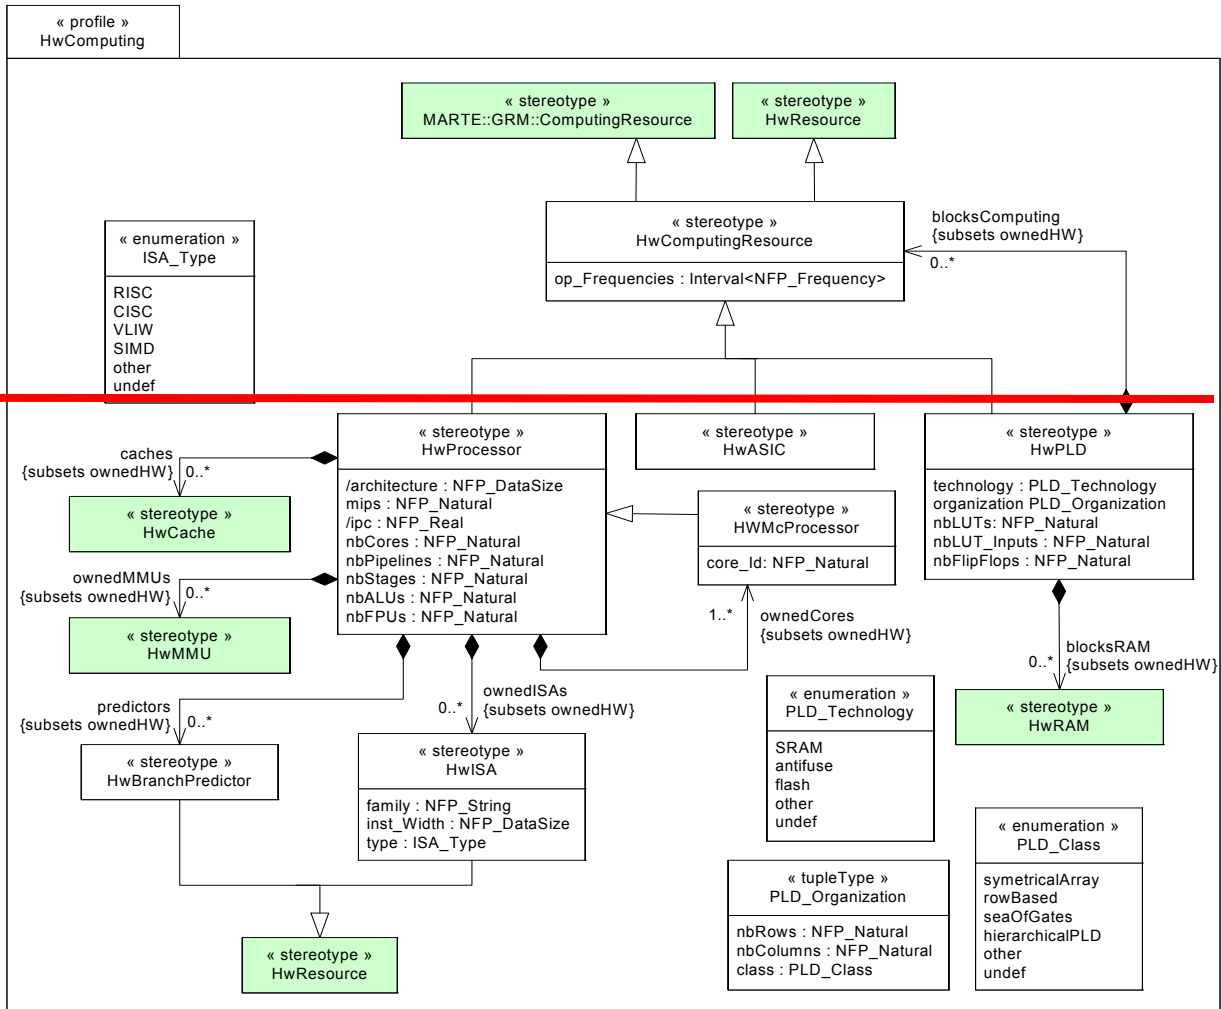 « profile »
HwComputing
« stereotype »
MARTE::GRM::ComputingResource
« stereotype »
HwResource
« stereotype »
HwComputingResource
op_Frequencies : Interval<NFP_Frequency>
blocksComputing
{subsets ownedHW}
0..*
« enumeration »
ISA_Type
RISC
CISC
VLIW
SIMD
other
undef
« stereotype »
HwProcessor
/architecture : NFP_DataSize
mips : NFP_Natural
/ipc : NFP_Real
nbCores : NFP_Natural
nbPipelines : NFP_Natural
nbStages : NFP_Natural
nbALUs : NFP_Natural
nbFPUs : NFP_Natural
« stereotype »
HwASIC
« stereotype »
HwPLD
technology : PLD_Technology
organization PLD_Organization
nbLUTs: NFP_Natural
nbLUT_Inputs : NFP_Natural
nbFlipFlops : NFP_Natural
caches
{subsets ownedHW}
0..*
« stereotype »
HwCache
« stereotype »
HWMcProcessor
core_Id: NFP_Natural
ownedMMUs
{subsets ownedHW}
0..*
« stereotype »
HwMMU
1..*
ownedCores
{subsets ownedHW}
0..*
blocksRAM
{subsets ownedHW}
« stereotype »
HwRAM
predictors
{subsets ownedHW}
0..*
« stereotype »
HwBranchPredictor
0..*
ownedISAs
{subsets ownedHW}
« stereotype »
HwISA
family : NFP_String
inst_Width : NFP_DataSize
type : ISA_Type
« enumeration »
PLD_Technology
SRAM
antifuse
flash
other
undef
« enumeration »
PLD_Class
symetricalArray
rowBased
seaOfGates
hierarchicalPLD
other
undef
« tupleType »
PLD_Organization
nbRows : NFP_Natural
nbColumns : NFP_Natural
class : PLD_Class
« stereotype »
HwResource